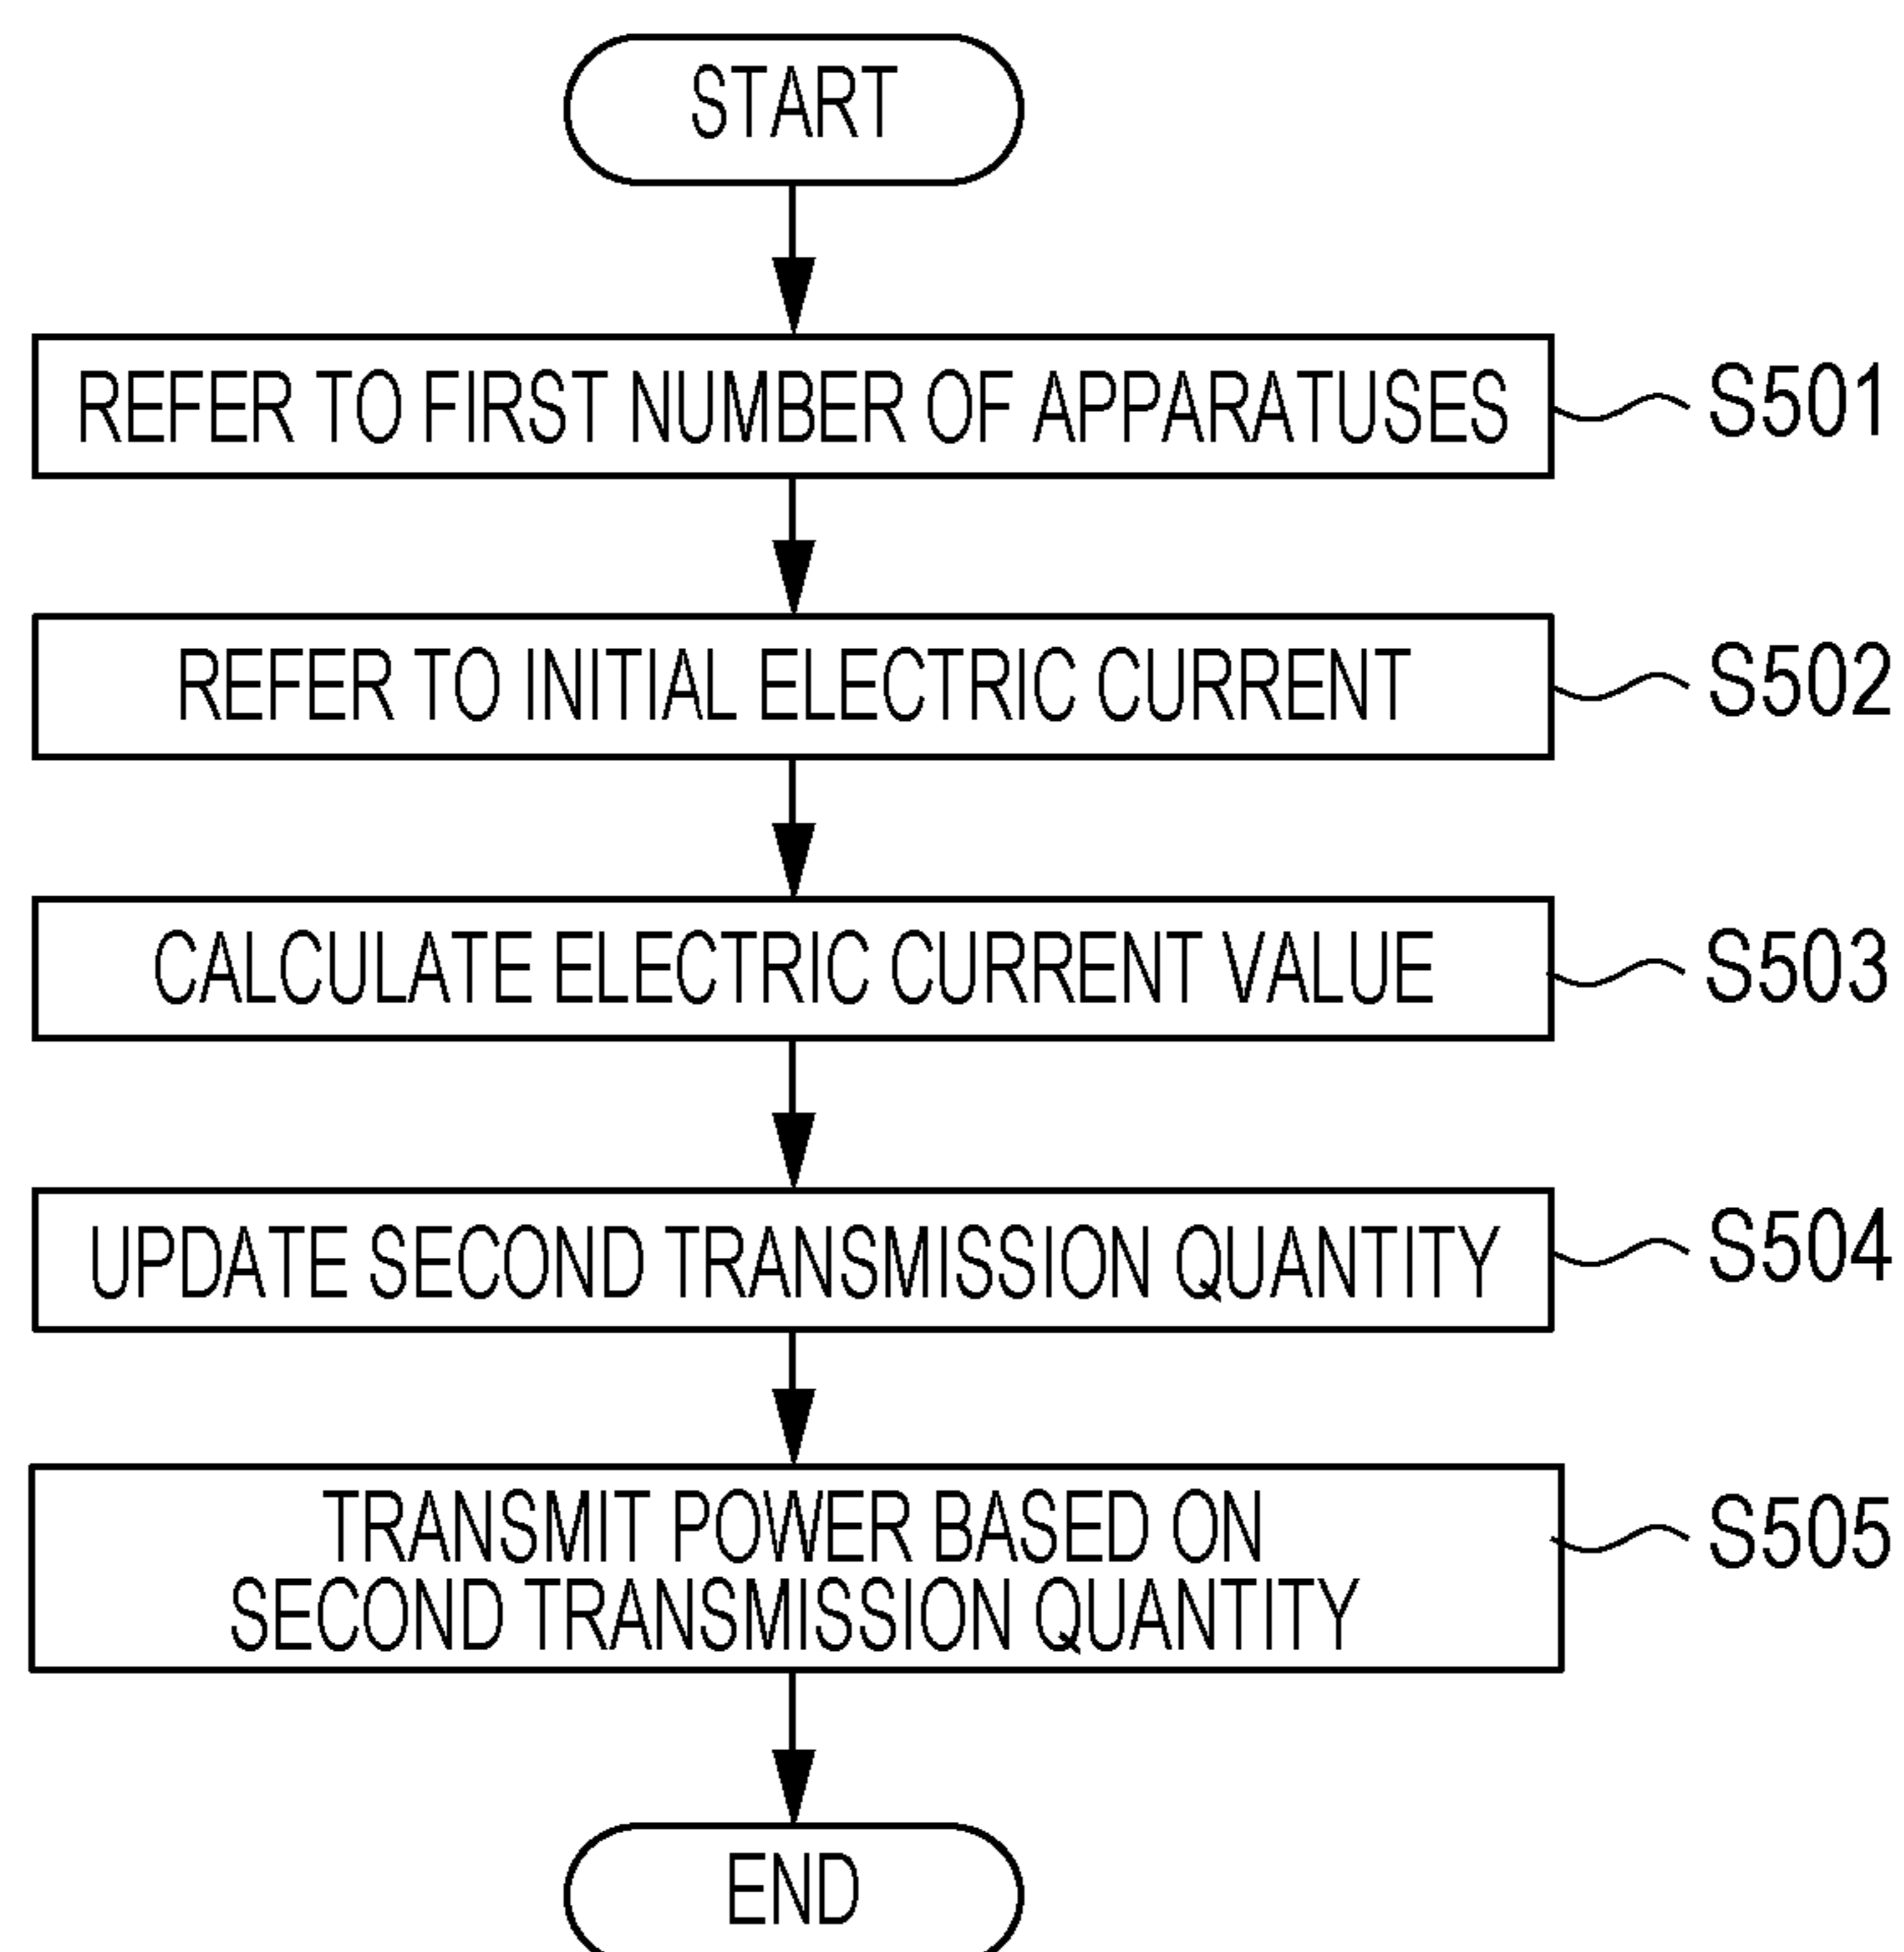 START
REFER TO FIRST NUMBER OF APPARATUSES
S501
REFER TO INITIAL ELECTRIC CURRENT
S502
CALCULATE ELECTRIC CURRENT VALUE
S503
UPDATE SECOND TRANSMISSION QUANTITY
S504
TRANSMIT POWER BASED ON
SECOND TRANSMISSION QUANTITY
S505
END